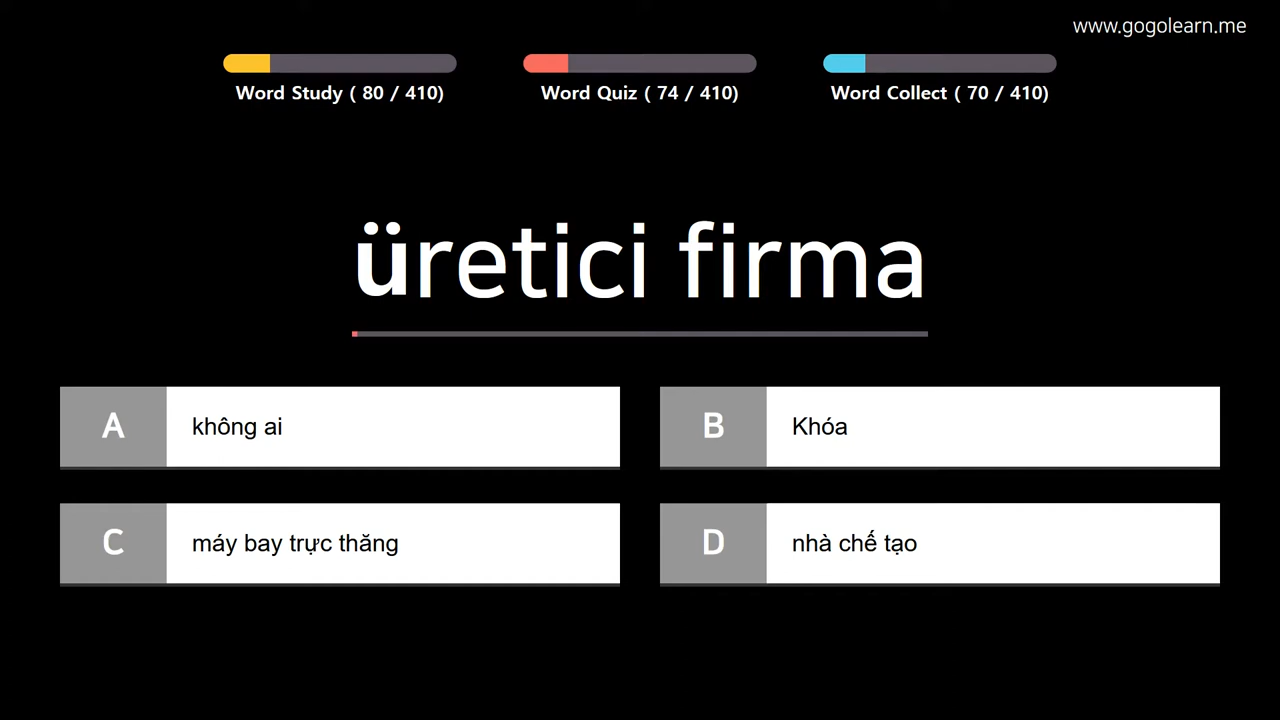 www.gogolearn.me
Word Study ( 80 / 410)
Word Quiz ( 74 / 410)
Word Collect ( 70 / 410)
üretici firma
A
không ai
B
Khóa
C
máy bay trực thăng
D
nhà chế tạo